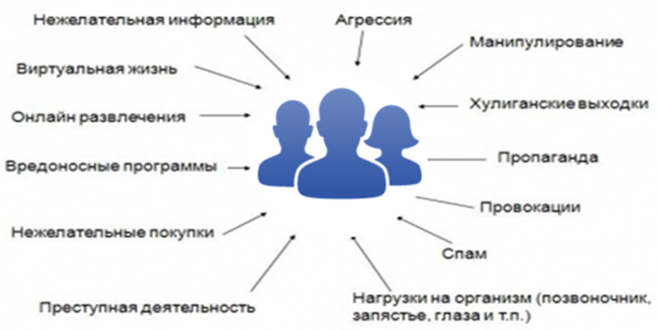 Нежелательная информация
Агрессия
Манипулирование
Виртуальная жизнь
Хулиганские выходки
Онлайн развлечения
Пропаганда
Вредоносные программы
Провокации
Нежелательные покупки
Спам
Преступная деятельность
Нагрузки на организм (позвоночник,
запястье, глаза и т.п.)